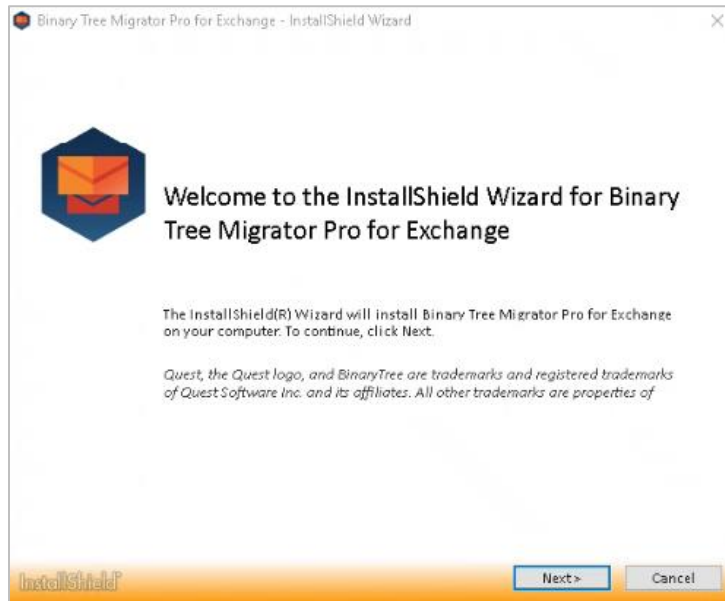 Binary Tree Migrator Pro for Exchange - InstallShield Wizard
Welcome to the InstallShield Wizard for Binary
Tree Migrator Pro for Exchange
The InstallShield(R) Wizard will install Binary Tree Migrator Pro for Exchange
on your computer. To continue, click Next.
Quest, the Quest logo, and BinaryTree are trademarks and registered trademarks
of Quest Software Inc. and its affiliates. All other trademarks are properties of
InstallShield
Next >
Cancel